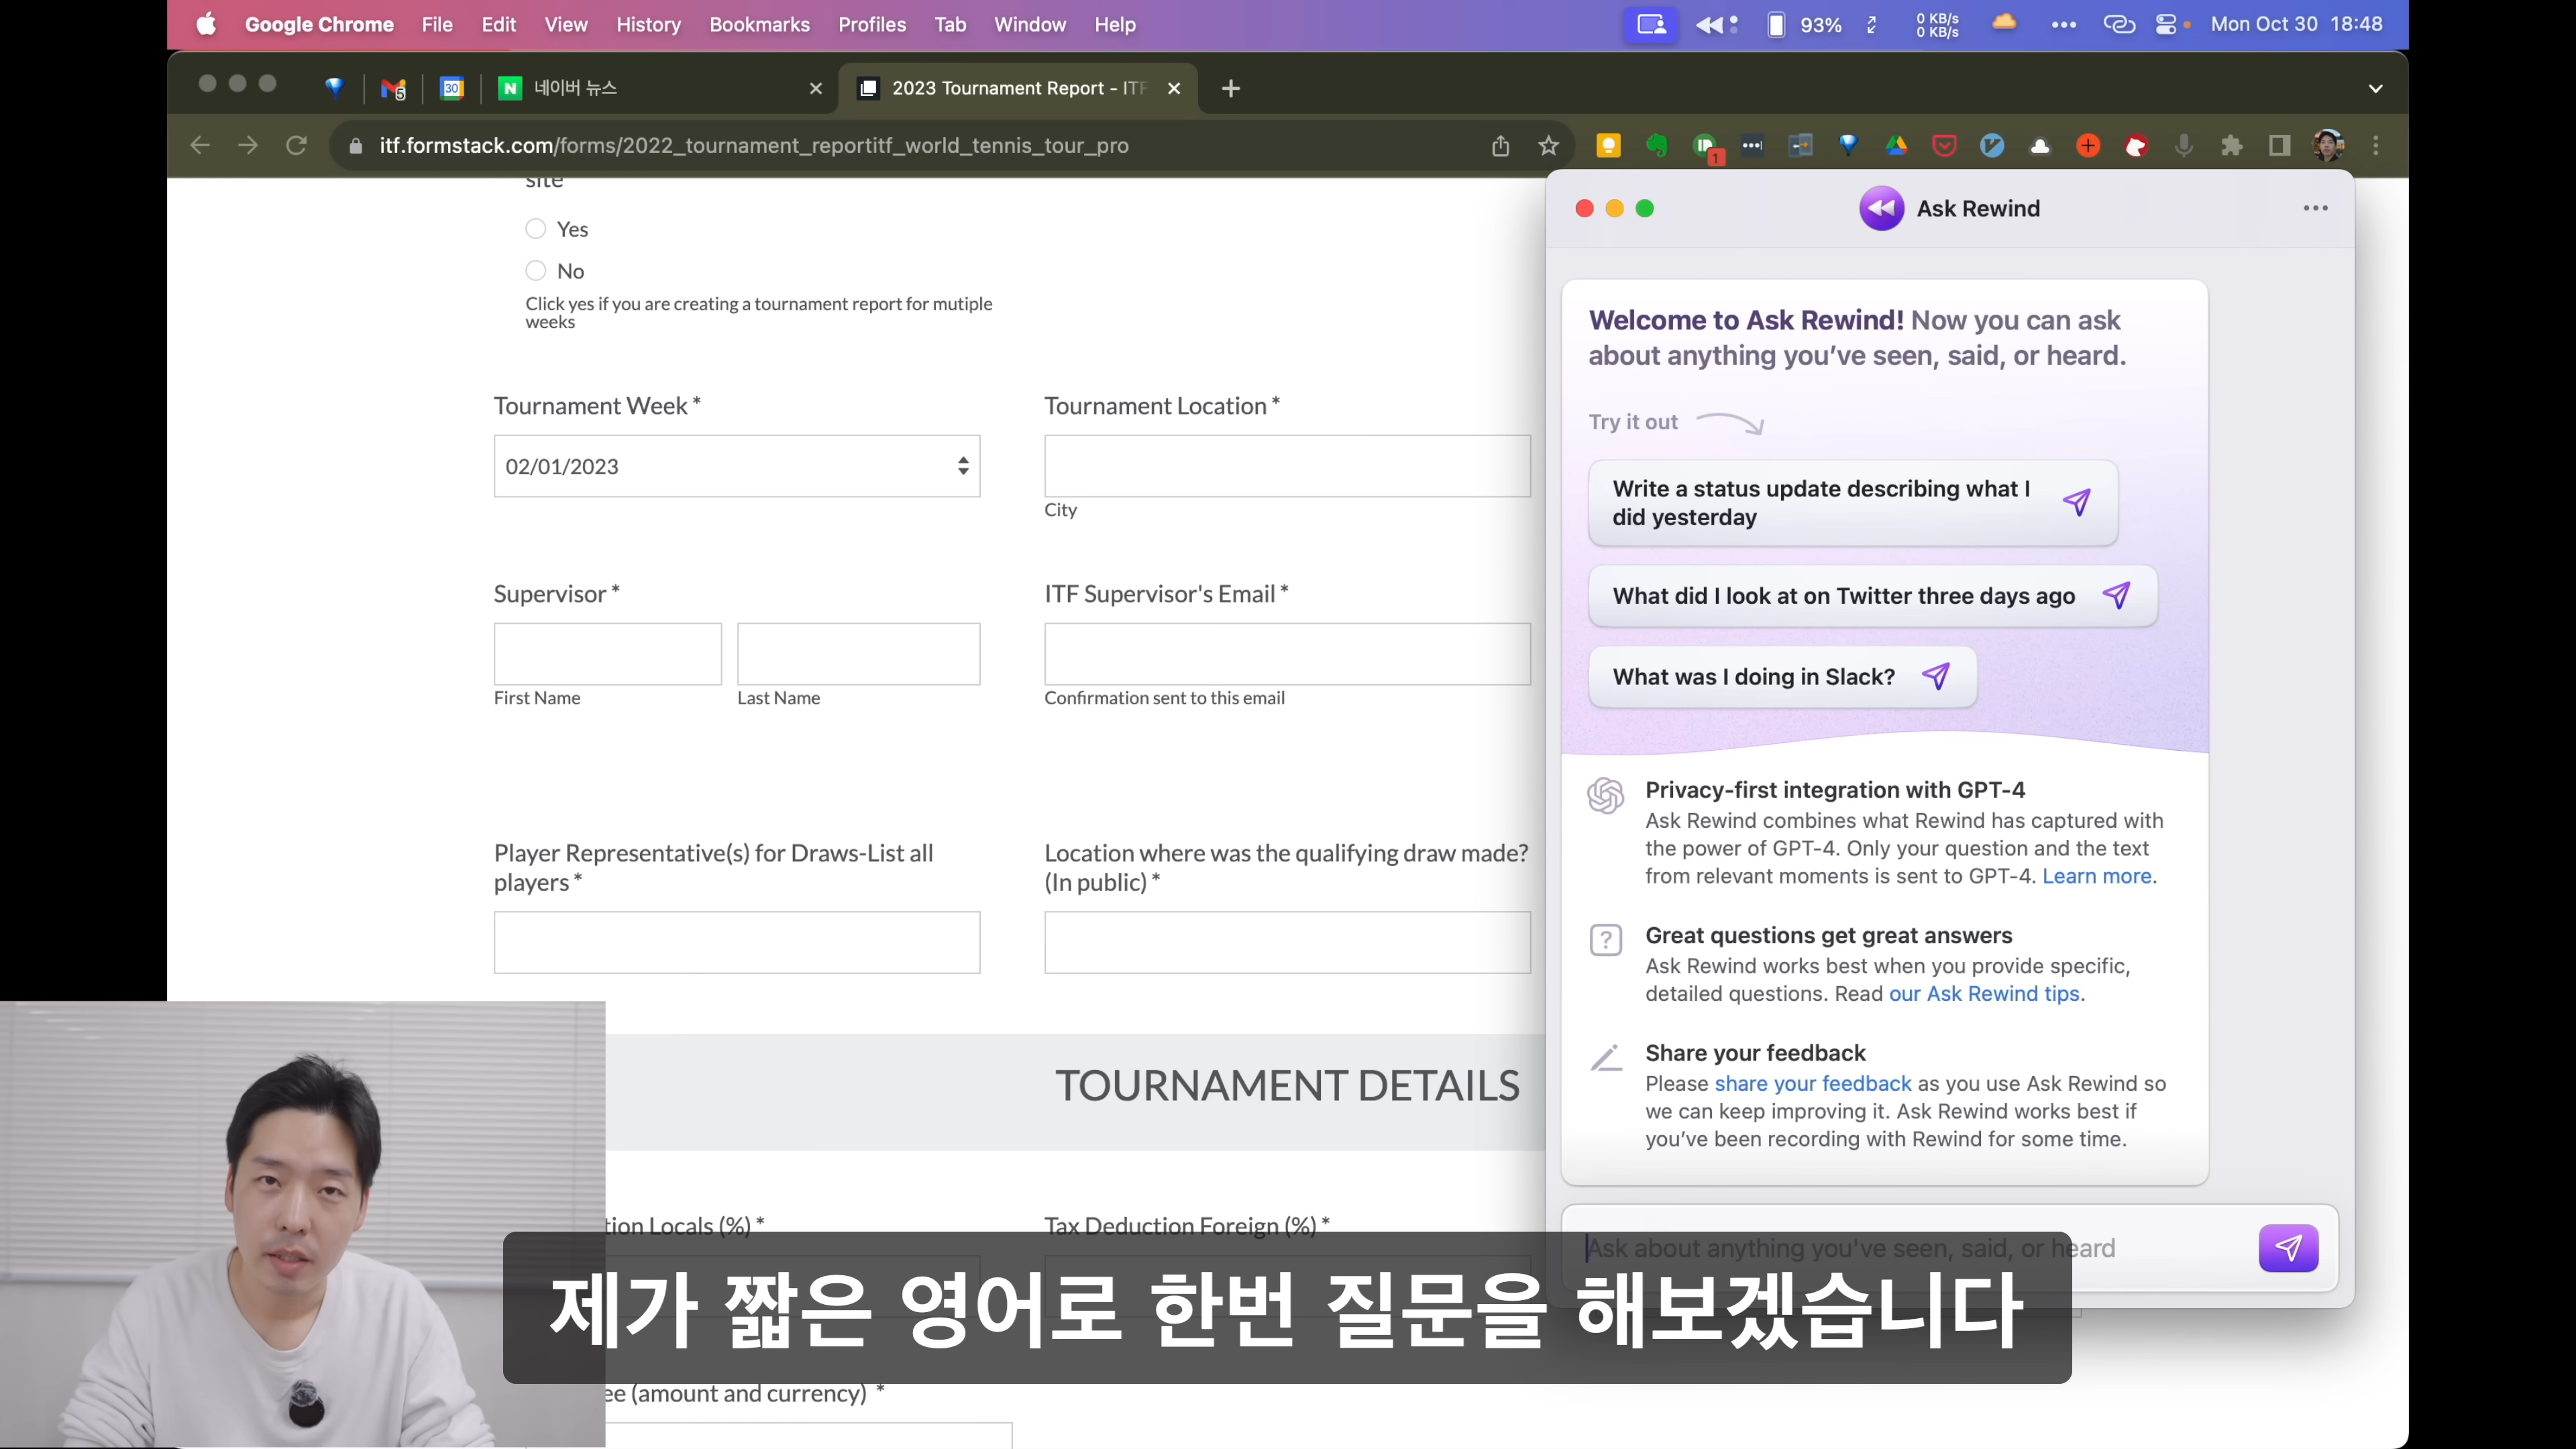 Google Chrome File Edit View History Bookmarks Profiles Tab Window Help
93% 0 KB/s 0 KB/s Mon Oct 30 18:48
5 30 N 네이버 뉴스 2023 Tournament Report - ITF
itf.formstack.com/forms/2022_tournament_reportitf_world_tennis_tour_pro
1
site
Yes
No
Click yes if you are creating a tournament report for mutiple
weeks
Tournament Week *
02/01/2023
Tournament Location *
City
Supervisor *
First Name
Last Name
ITF Supervisor's Email *
Confirmation sent to this email
Player Representative(s) for Draws-List all
players *
Location where was the qualifying draw made?
(In public) *
TOURNAMENT DETAILS
tion Locals (%) *
Tax Deduction Foreign (%) *
ee (amount and currency) *
Ask Rewind
Welcome to Ask Rewind! Now you can ask
about anything you’ve seen, said, or heard.
Try it out
Write a status update describing what I
did yesterday
What did I look at on Twitter three days ago
What was I doing in Slack?
Privacy-first integration with GPT-4
Ask Rewind combines what Rewind has captured with
the power of GPT-4. Only your question and the text
from relevant moments is sent to GPT-4. Learn more.
Great questions get great answers
Ask Rewind works best when you provide specific,
detailed questions. Read our Ask Rewind tips.
Share your feedback
Please share your feedback as you use Ask Rewind so
we can keep improving it. Ask Rewind works best if
you’ve been recording with Rewind for some time.
Ask about anything you've seen, said, or heard
제가 짧은 영어로 한번 질문을 해보겠습니다